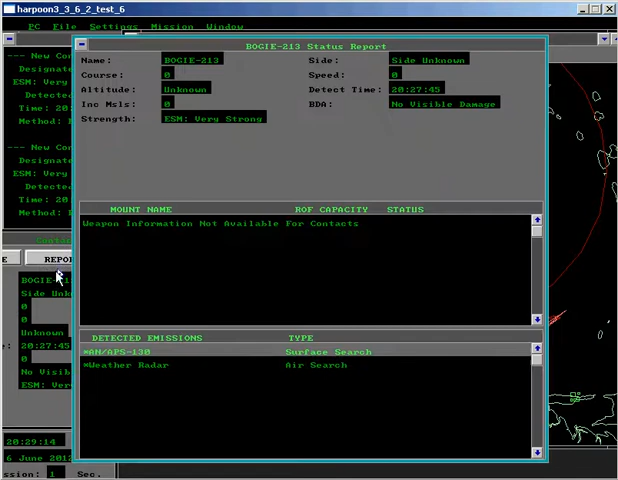 harpoon3_3_6_2_test_6
PC File Settings Mission Window
BOGIE-213 Status Report
Name: BOGIE-213 Side: Side Unknown
Course: 0 Speed: 0
Altitude: Unknown Detect Time: 20:27:45
Inc Msls: 0 BDA: No Visible Damage
Strength: ESM: Very Strong
MOUNT NAME ROF CAPACITY STATUS
Weapon Information Not Available For Contacts
DETECTED EMISSIONS TYPE
*AN/APS-130 Surface Search
*Weather Radar Air Search
--- New Con
Designate
ESM: Very
Detected
Time: 20:
Method:
--- New Con
Designate
ESM: Very
Detected
Time: 20:
Method:
Contac
E REPO
BOGIE-
Side Unk
0
0
Unknown
20:27:45
0
No Visib
ESM: Ver
20:29:14
6 June 201
ssion: 1 Sec.